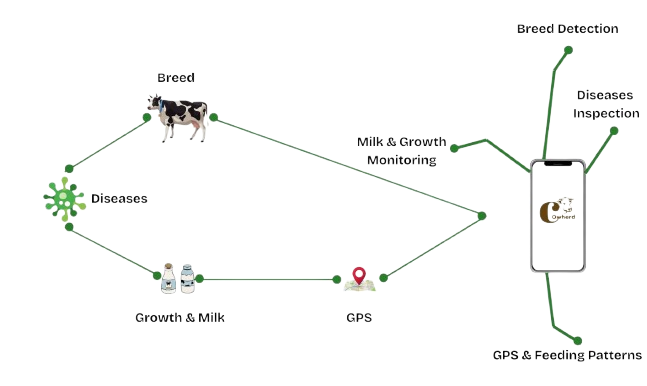 Breed Detection
Breed
Diseases
Inspection
Milk & Growth
Monitoring
Diseases
Cowherd
Growth & Milk
GPS
GPS & Feeding Patterns